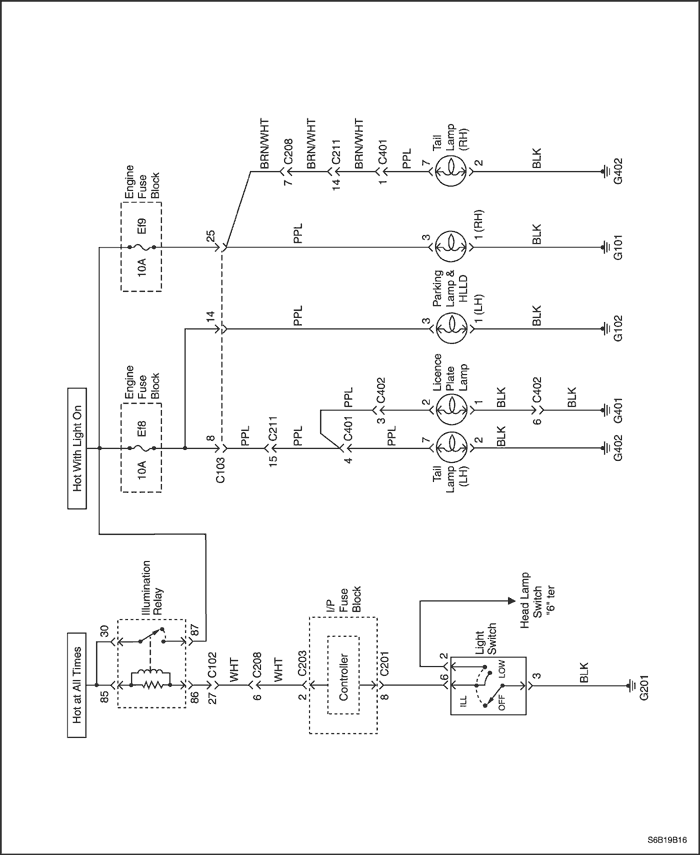 Hot at All Times
85
30
Illumination
Relay
86
87
27
C102
WHT
6
C208
WHT
2
C203
I/P
Fuse
Block
Controller
8
C201
6
2
Light
Switch
ILL
LOW
OFF
3
BLK
G201
Head Lamp
Switch
"6" ter
Hot With Light On
Engine
Fuse
Block
10A
Ef8
Engine
Fuse
Block
10A
Ef9
C103
8
14
25
PPL
15
C211
PPL
4
C401
PPL
PPL
3
C402
7
Tail
Lamp
(LH)
2
BLK
G402
2
Licence
Plate
Lamp
1
BLK
6
C402
BLK
G401
PPL
3
Parking
Lamp &
HLLD
1 (LH)
BLK
G102
PPL
3
1 (RH)
BLK
G101
BRN/WHT
7
C208
BRN/WHT
14
C211
BRN/WHT
1
C401
PPL
7
Tail
Lamp
(RH)
2
BLK
G402
S6B19B16